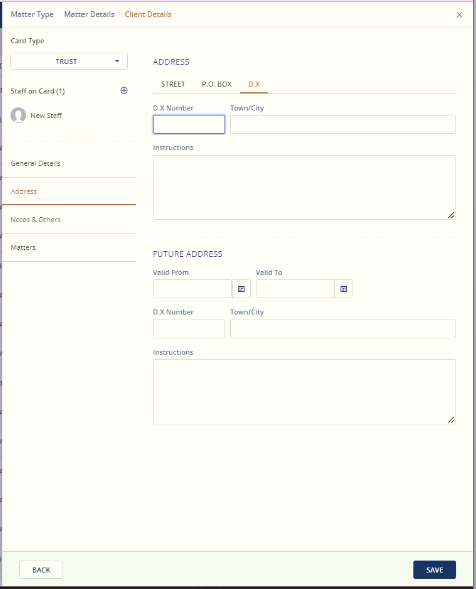 Matter Type Matter Details Client Details
Card Type
TRUST
Staff on Card (1)
New Staff
General Details
Address
Notes & Others
Matters
ADDRESS
STREET P.O. BOX D.X
D.X Number Town/City
Instructions
FUTURE ADDRESS
Valid From Valid To
D.X Number Town/City
Instructions
BACK SAVE